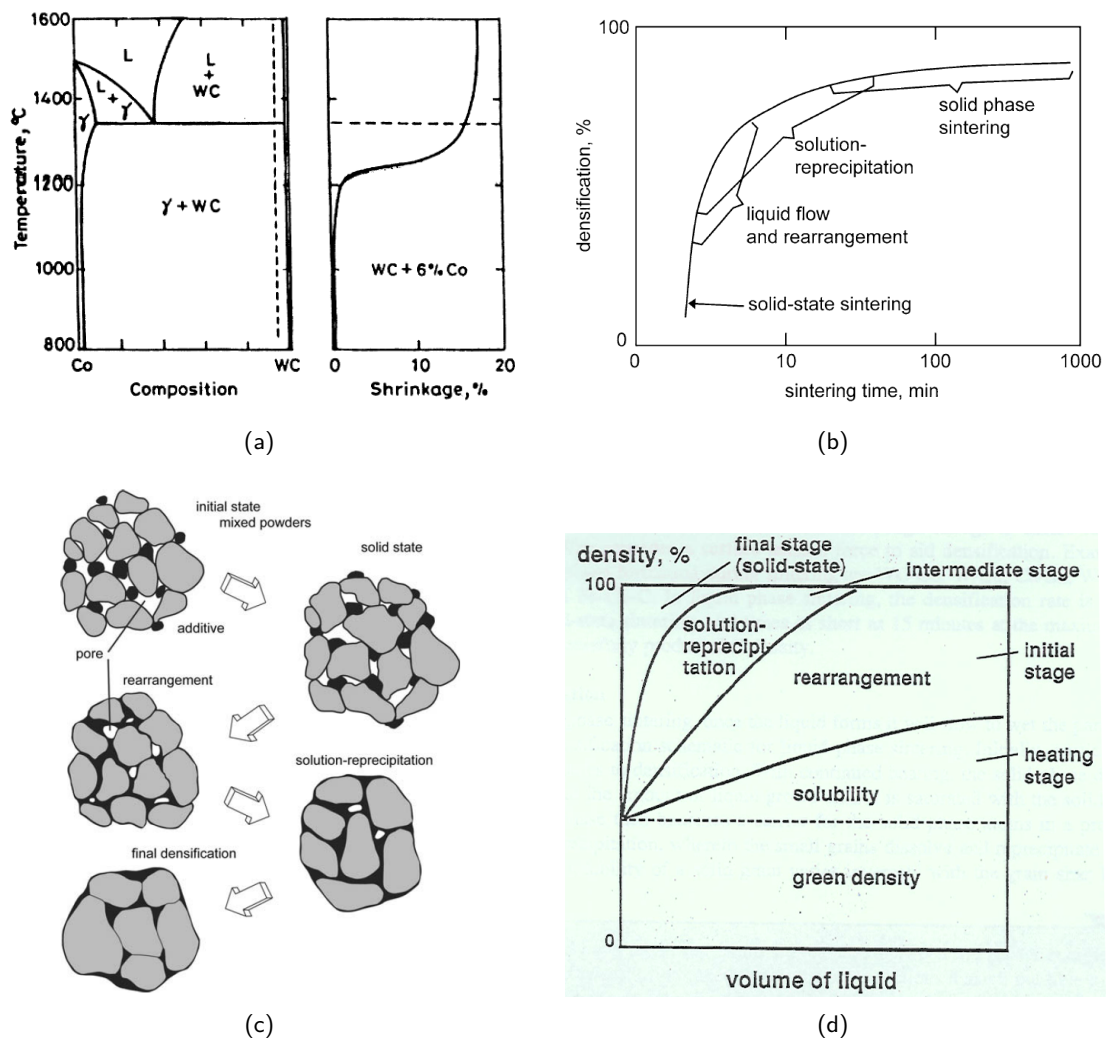 1600
1400
1200
1000
800
Temperature, °C
L
L + γ
γ
L
+
WC
γ + WC
Co
WC
Composition
WC + 6% Co
0
10
20
Shrinkage, %
(a)
100
0
densification, %
solid phase
sintering
solution-
reprecipitation
liquid flow
and rearrangement
solid-state sintering
0
10
100
1000
sintering time, min
(b)
initial state
mixed powders
solid state
additive
pore
rearrangement
solution-reprecipitation
final densification
(c)
density, %
final stage
(solid-state)
intermediate stage
100
solution-
reprecipi-
tation
rearrangement
initial
stage
heating
stage
solubility
green density
0
volume of liquid
(d)